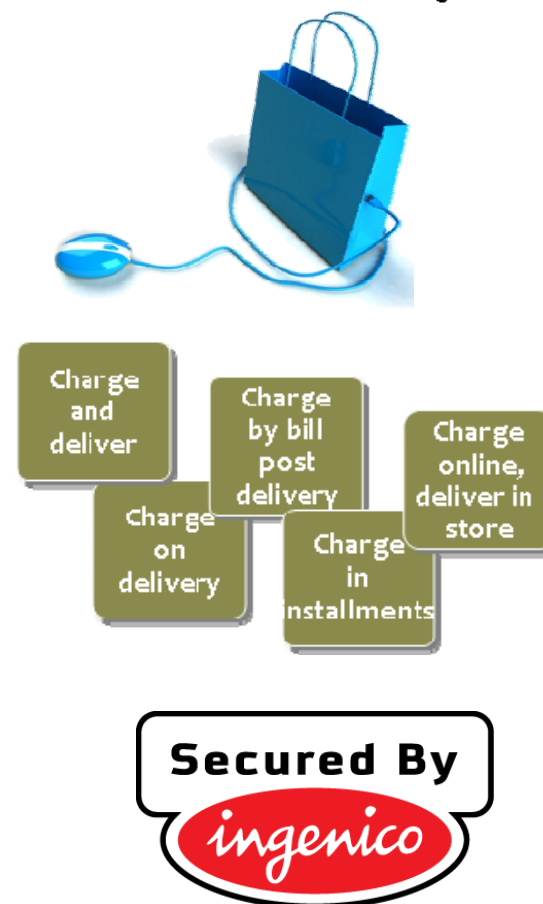 Charge
and
deliver
Charge
on
delivery
Charge
by bill
post
delivery
Charge
in
installments
Charge
online,
deliver in
store
Secured By
ingenico